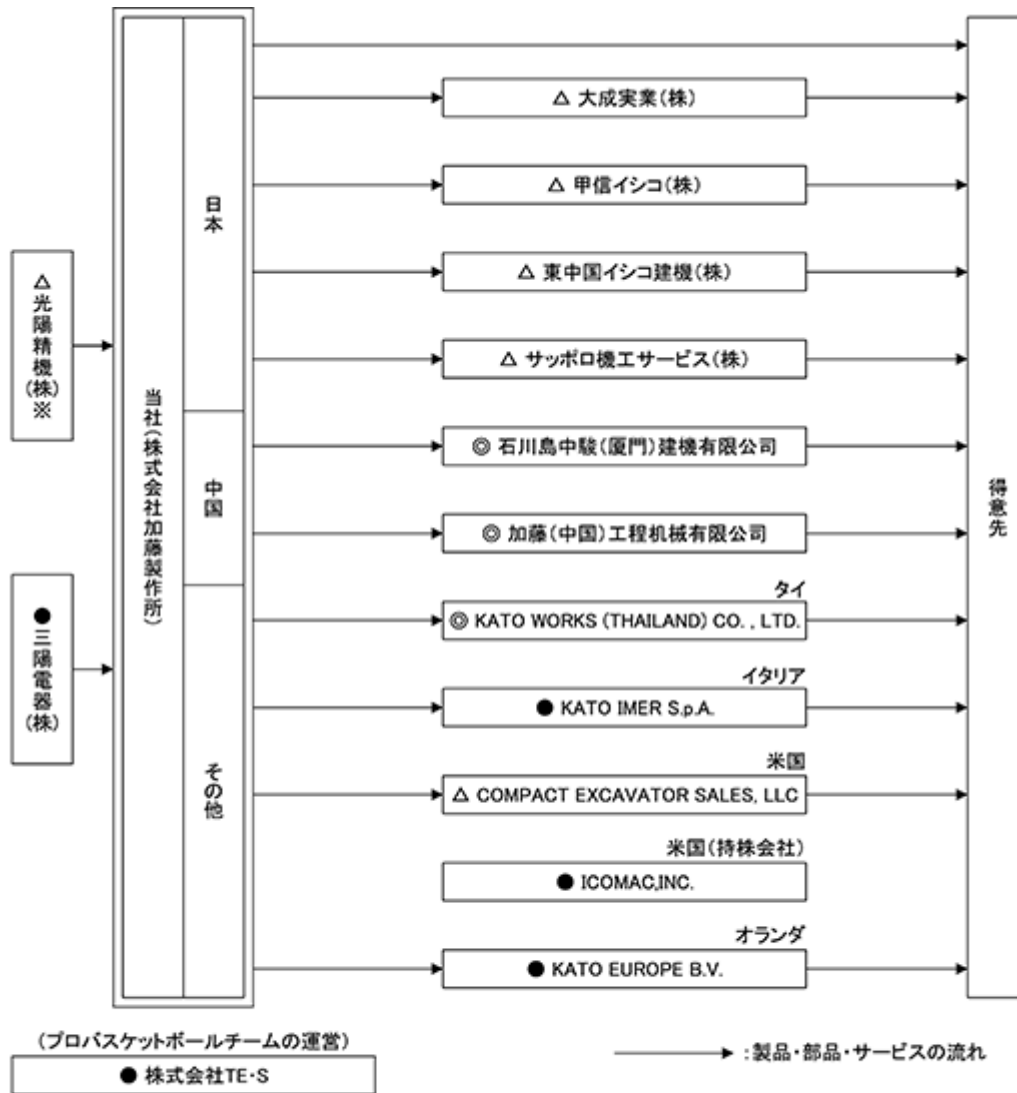 △光陽精機(株)※
●三陽電器(株)
当社(株式会社加藤製作所)
日本
中国
その他
△ 大成実業(株)
△ 甲信イシコ(株)
△ 東中国イシコ建機(株)
△ サッポロ機工サービス(株)
◎ 石川島中駿(厦門)建機有限公司
◎ 加藤(中国)工程机械有限公司
タイ
◎ KATO WORKS (THAILAND) CO. , LTD.
イタリア
● KATO IMER S.p.A.
米国
△ COMPACT EXCAVATOR SALES, LLC
米国(持株会社)
● ICOMAC,INC.
オランダ
● KATO EUROPE B.V.
得意先
(プロバスケットボールチームの運営)
● 株式会社TE・S
:製品・部品・サービスの流れ